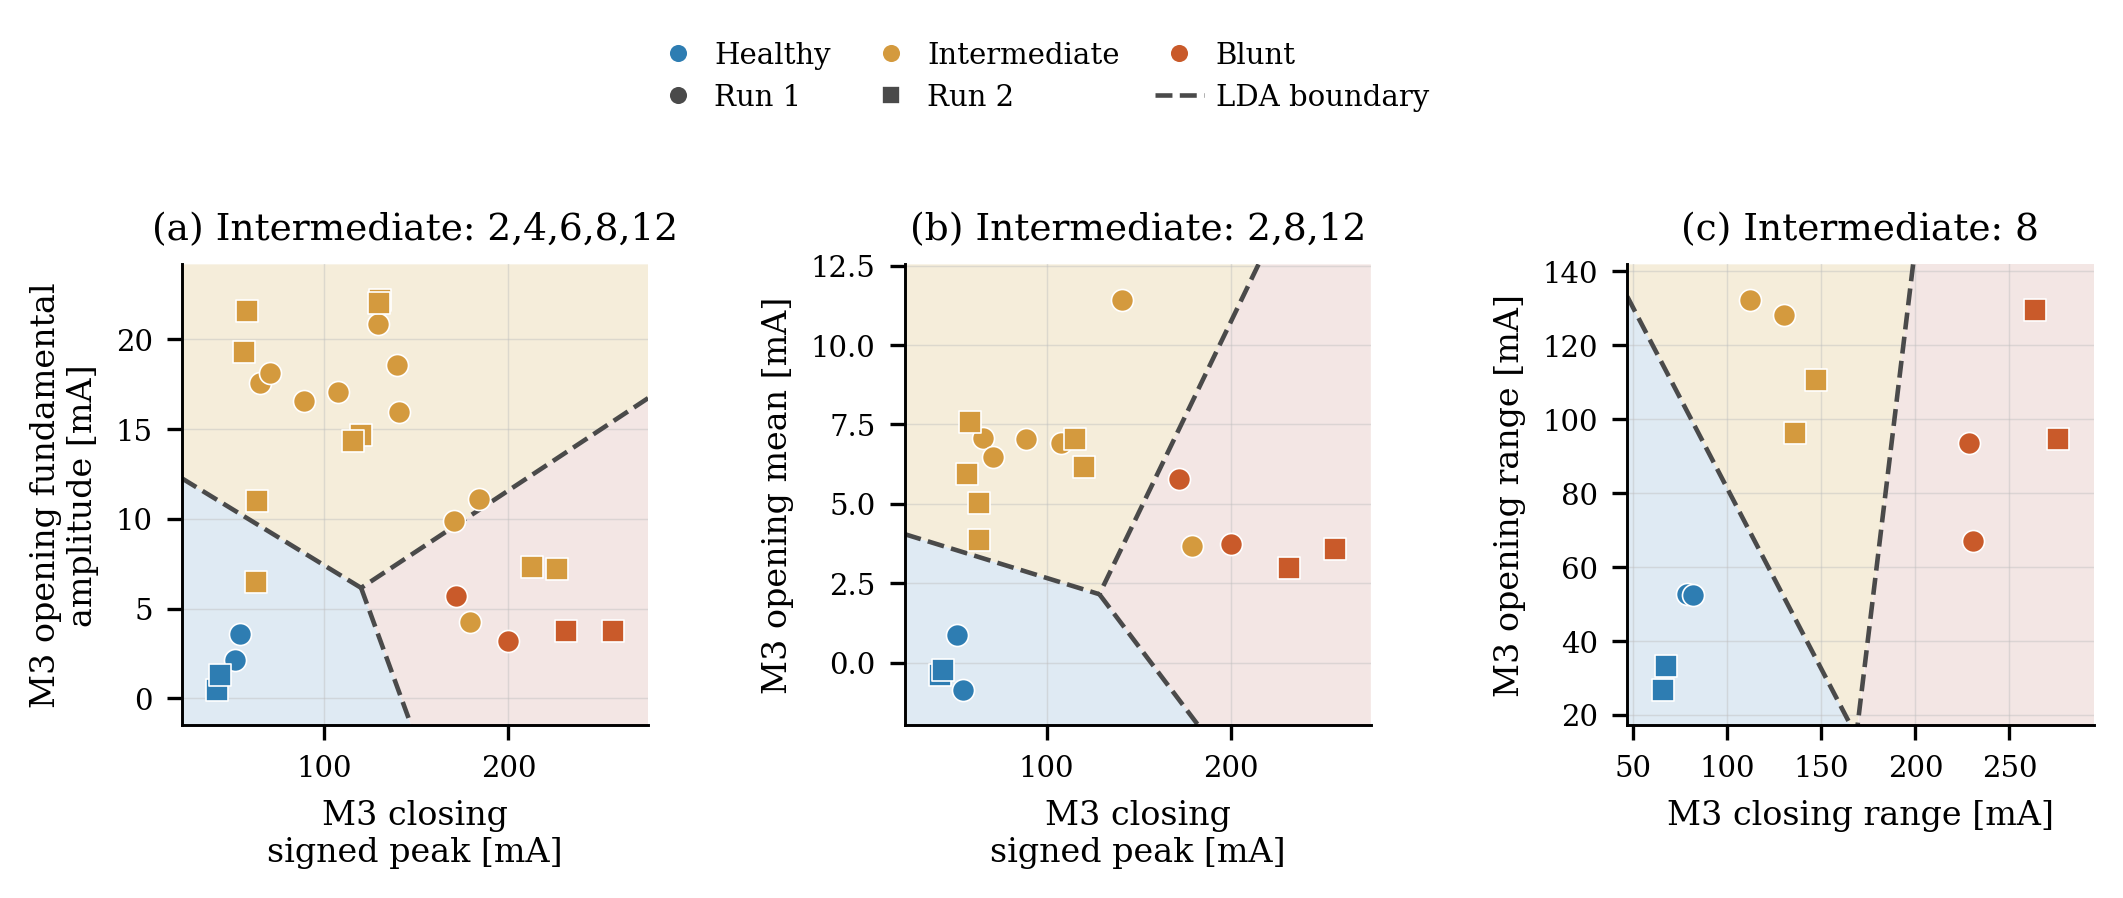 Healthy
Intermediate
Blunt
Run 1
Run 2
LDA boundary
(a) Intermediate: 2,4,6,8,12
M3 opening fundamental
amplitude [mA]
20
15
10
5
0
100
200
M3 closing
signed peak [mA]
(b) Intermediate: 2,8,12
M3 opening mean [mA]
12.5
10.0
7.5
5.0
2.5
0.0
100
200
M3 closing
signed peak [mA]
(c) Intermediate: 8
M3 opening range [mA]
140
120
100
80
60
40
20
50
100
150
200
250
M3 closing range [mA]